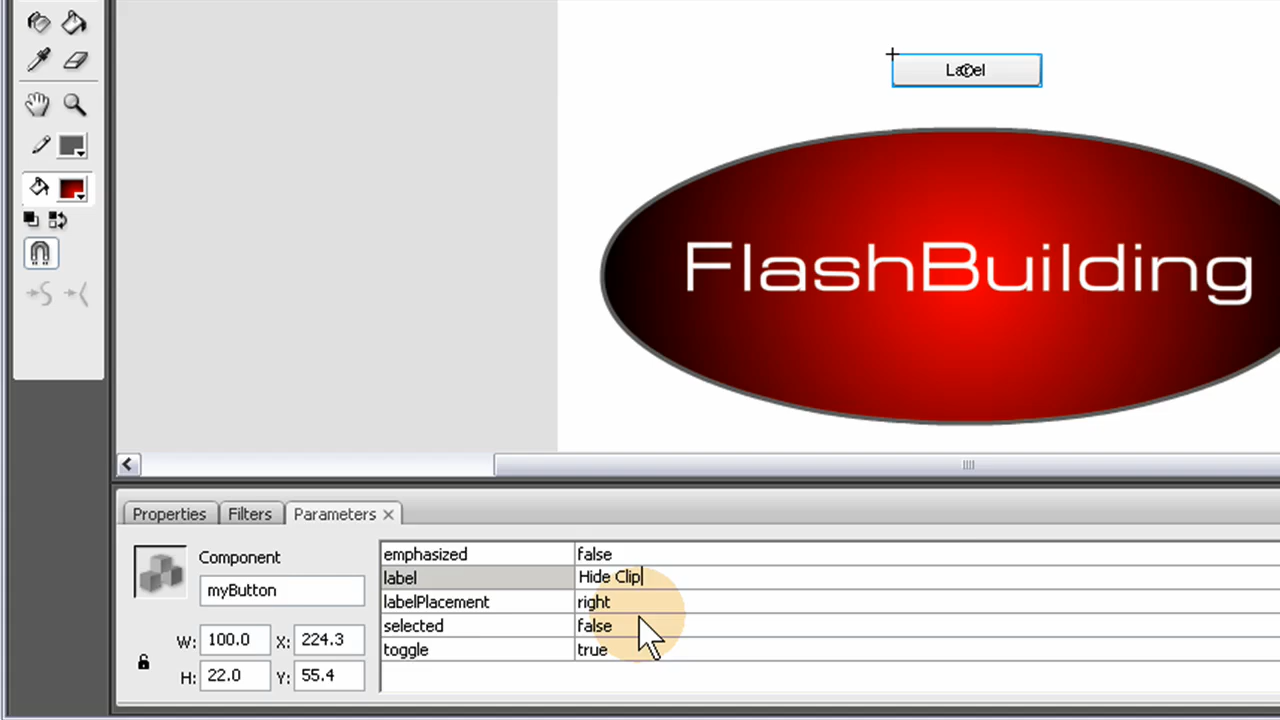 Label
FlashBuilding
Properties Filters Parameters
Component
myButton
W: 100.0 X: 224.3
H: 22.0 Y: 55.4
emphasized false
label Hide Clip
labelPlacement right
selected false
toggle true